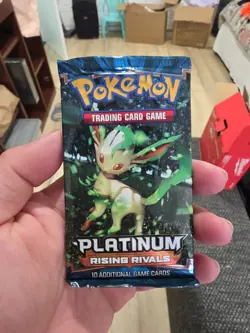 POKéMON
TRADING CARD GAME
PLATINUM
RISING RIVALS
10 ADDITIONAL GAME CARDS